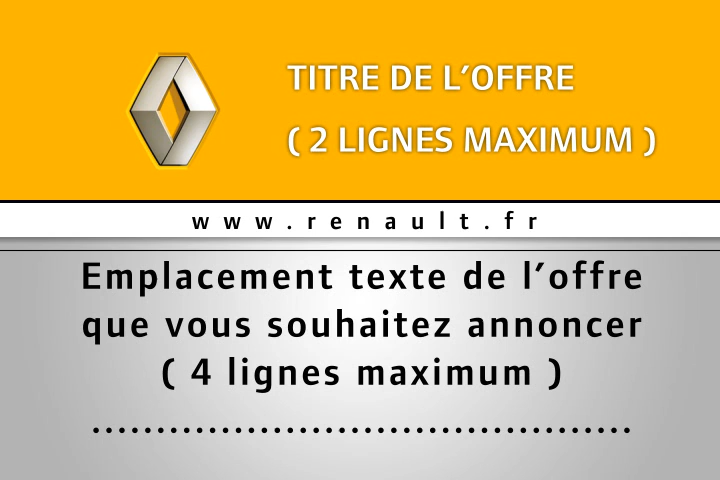 TITRE DE L'OFFRE
( 2 LIGNES MAXIMUM )
www.renault.fr
Emplacement texte de l'offre
que vous souhaitez annoncer
( 4 lignes maximum )
..........................................